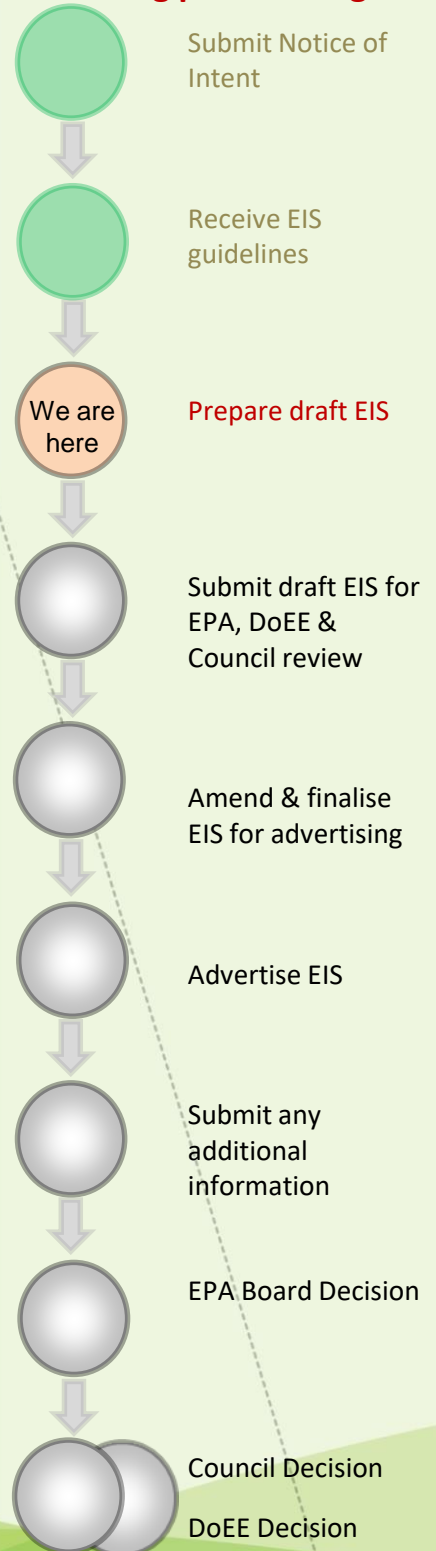 Submit Notice of
Intent
Receive EIS
guidelines
We are
here
Prepare draft EIS
Submit draft EIS for
EPA, DoEE &
Council review
Amend & finalise
EIS for advertising
Advertise EIS
Submit any
additional
information
EPA Board Decision
Council Decision
DoEE Decision